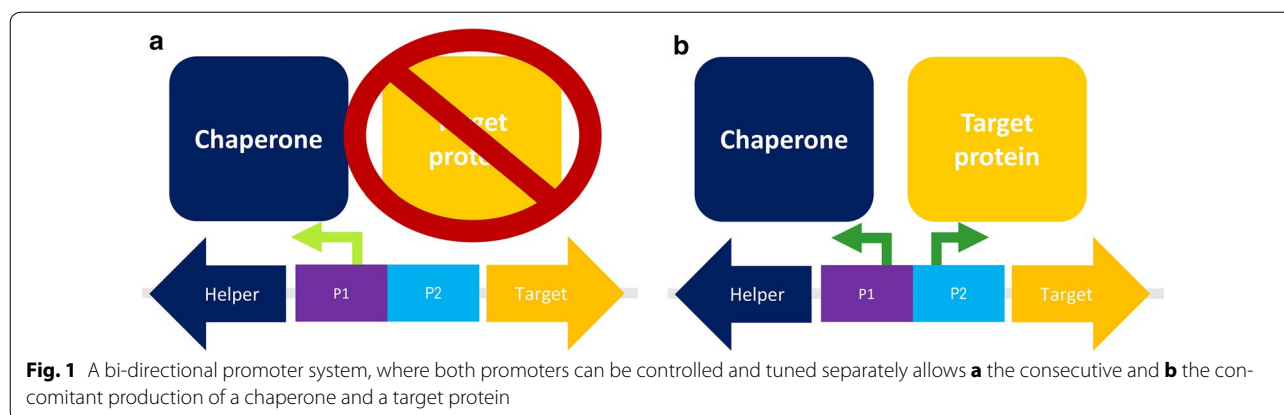 a
b
Chaperone
Target
protein
Chaperone
Target
protein
Helper
P1
P2
Target
Helper
P1
P2
Target
Fig. 1 A bi-directional promoter system, where both promoters can be controlled and tuned separately allows a the consecutive and b the con-
comitant production of a chaperone and a target protein